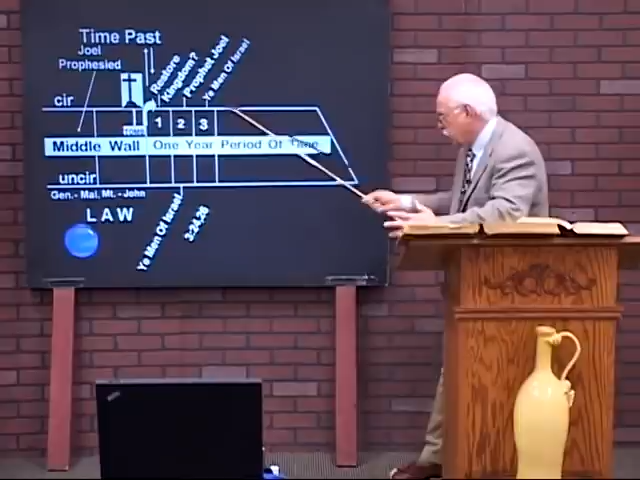 Time Past
Joel
Prophesied
Restore
Kingdom?
Prophet Joel
Ye Men Of Israel
cir
TOMB
1 2 3
Middle Wall One Year Period Of Time
uncir
Gen.- Mal, Mt. - John
LAW
Ye Men Of Israel
3:24,26